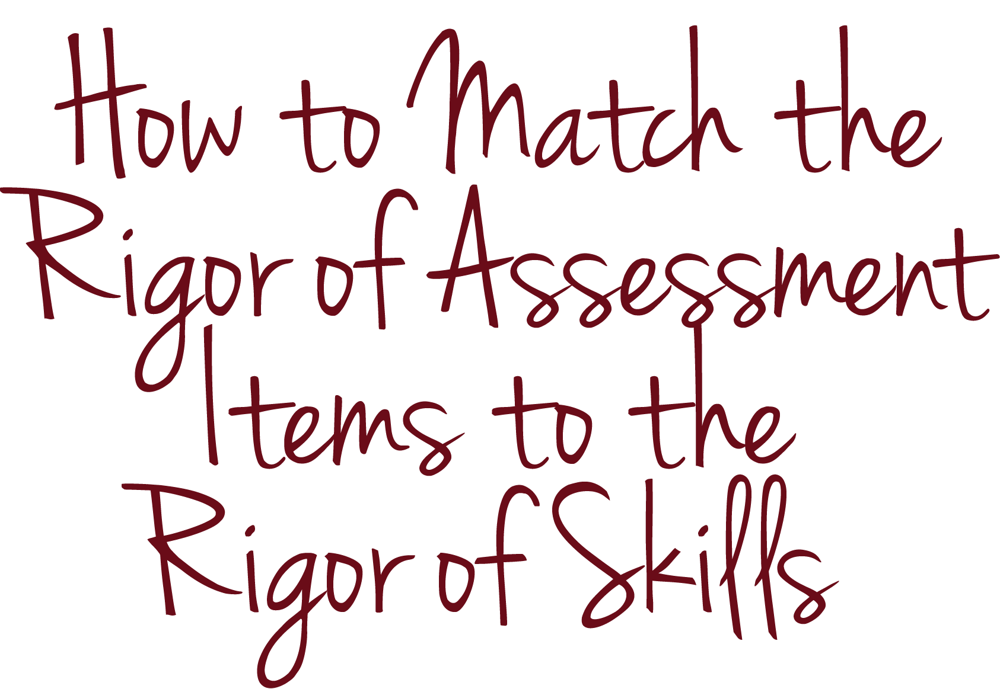 How to Match the
Rigor of Assessment
Items to the
Rigor of Skills